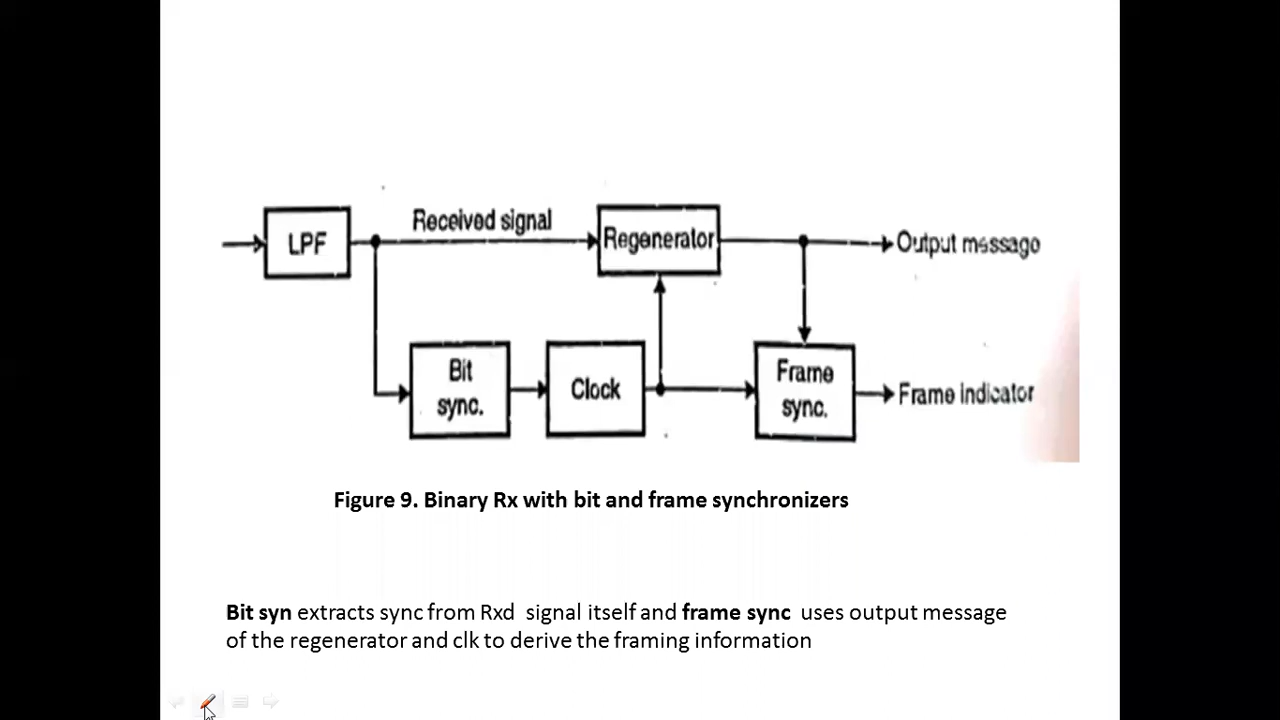 Received signal
LPF
Regenerator
Output message
Bit
sync.
Clock
Frame
sync.
Frame indicator
Figure 9. Binary Rx with bit and frame synchronizers
Bit syn extracts sync from Rxd signal itself and frame sync uses output message
of the regenerator and clk to derive the framing information